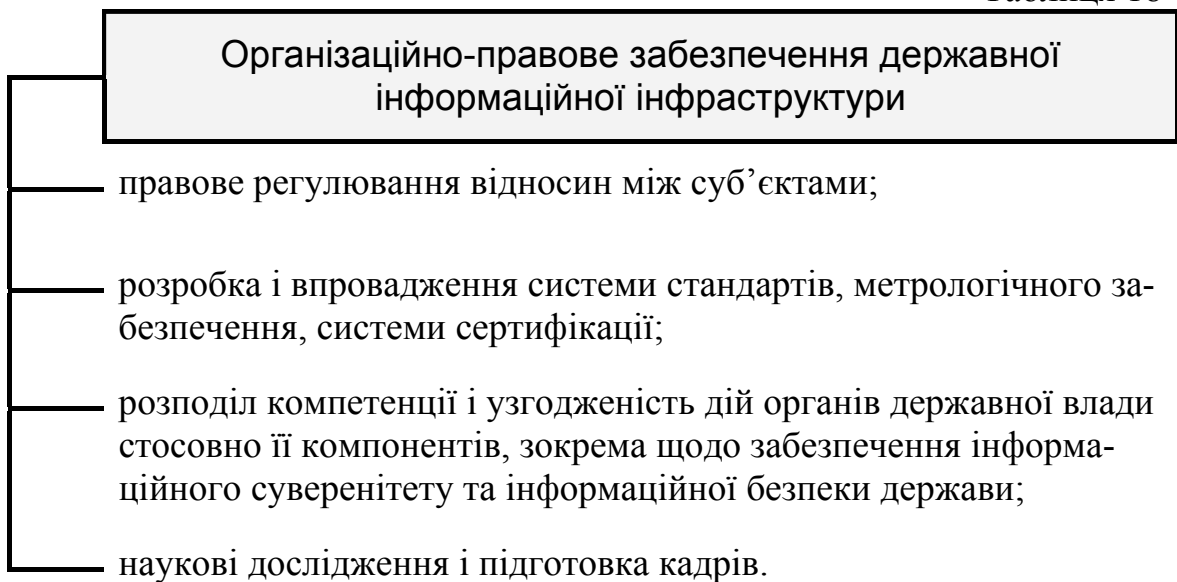 Організаційно-правове забезпечення державної
інформаційної інфраструктури
правове регулювання відносин між суб’єктами;
розробка і впровадження системи стандартів, метрологічного за-
безпечення, системи сертифікації;
розподіл компетенції і узгодженість дій органів державної влади
стосовно її компонентів, зокрема щодо забезпечення інформа-
ційного суверенітету та інформаційної безпеки держави;
наукові дослідження і підготовка кадрів.